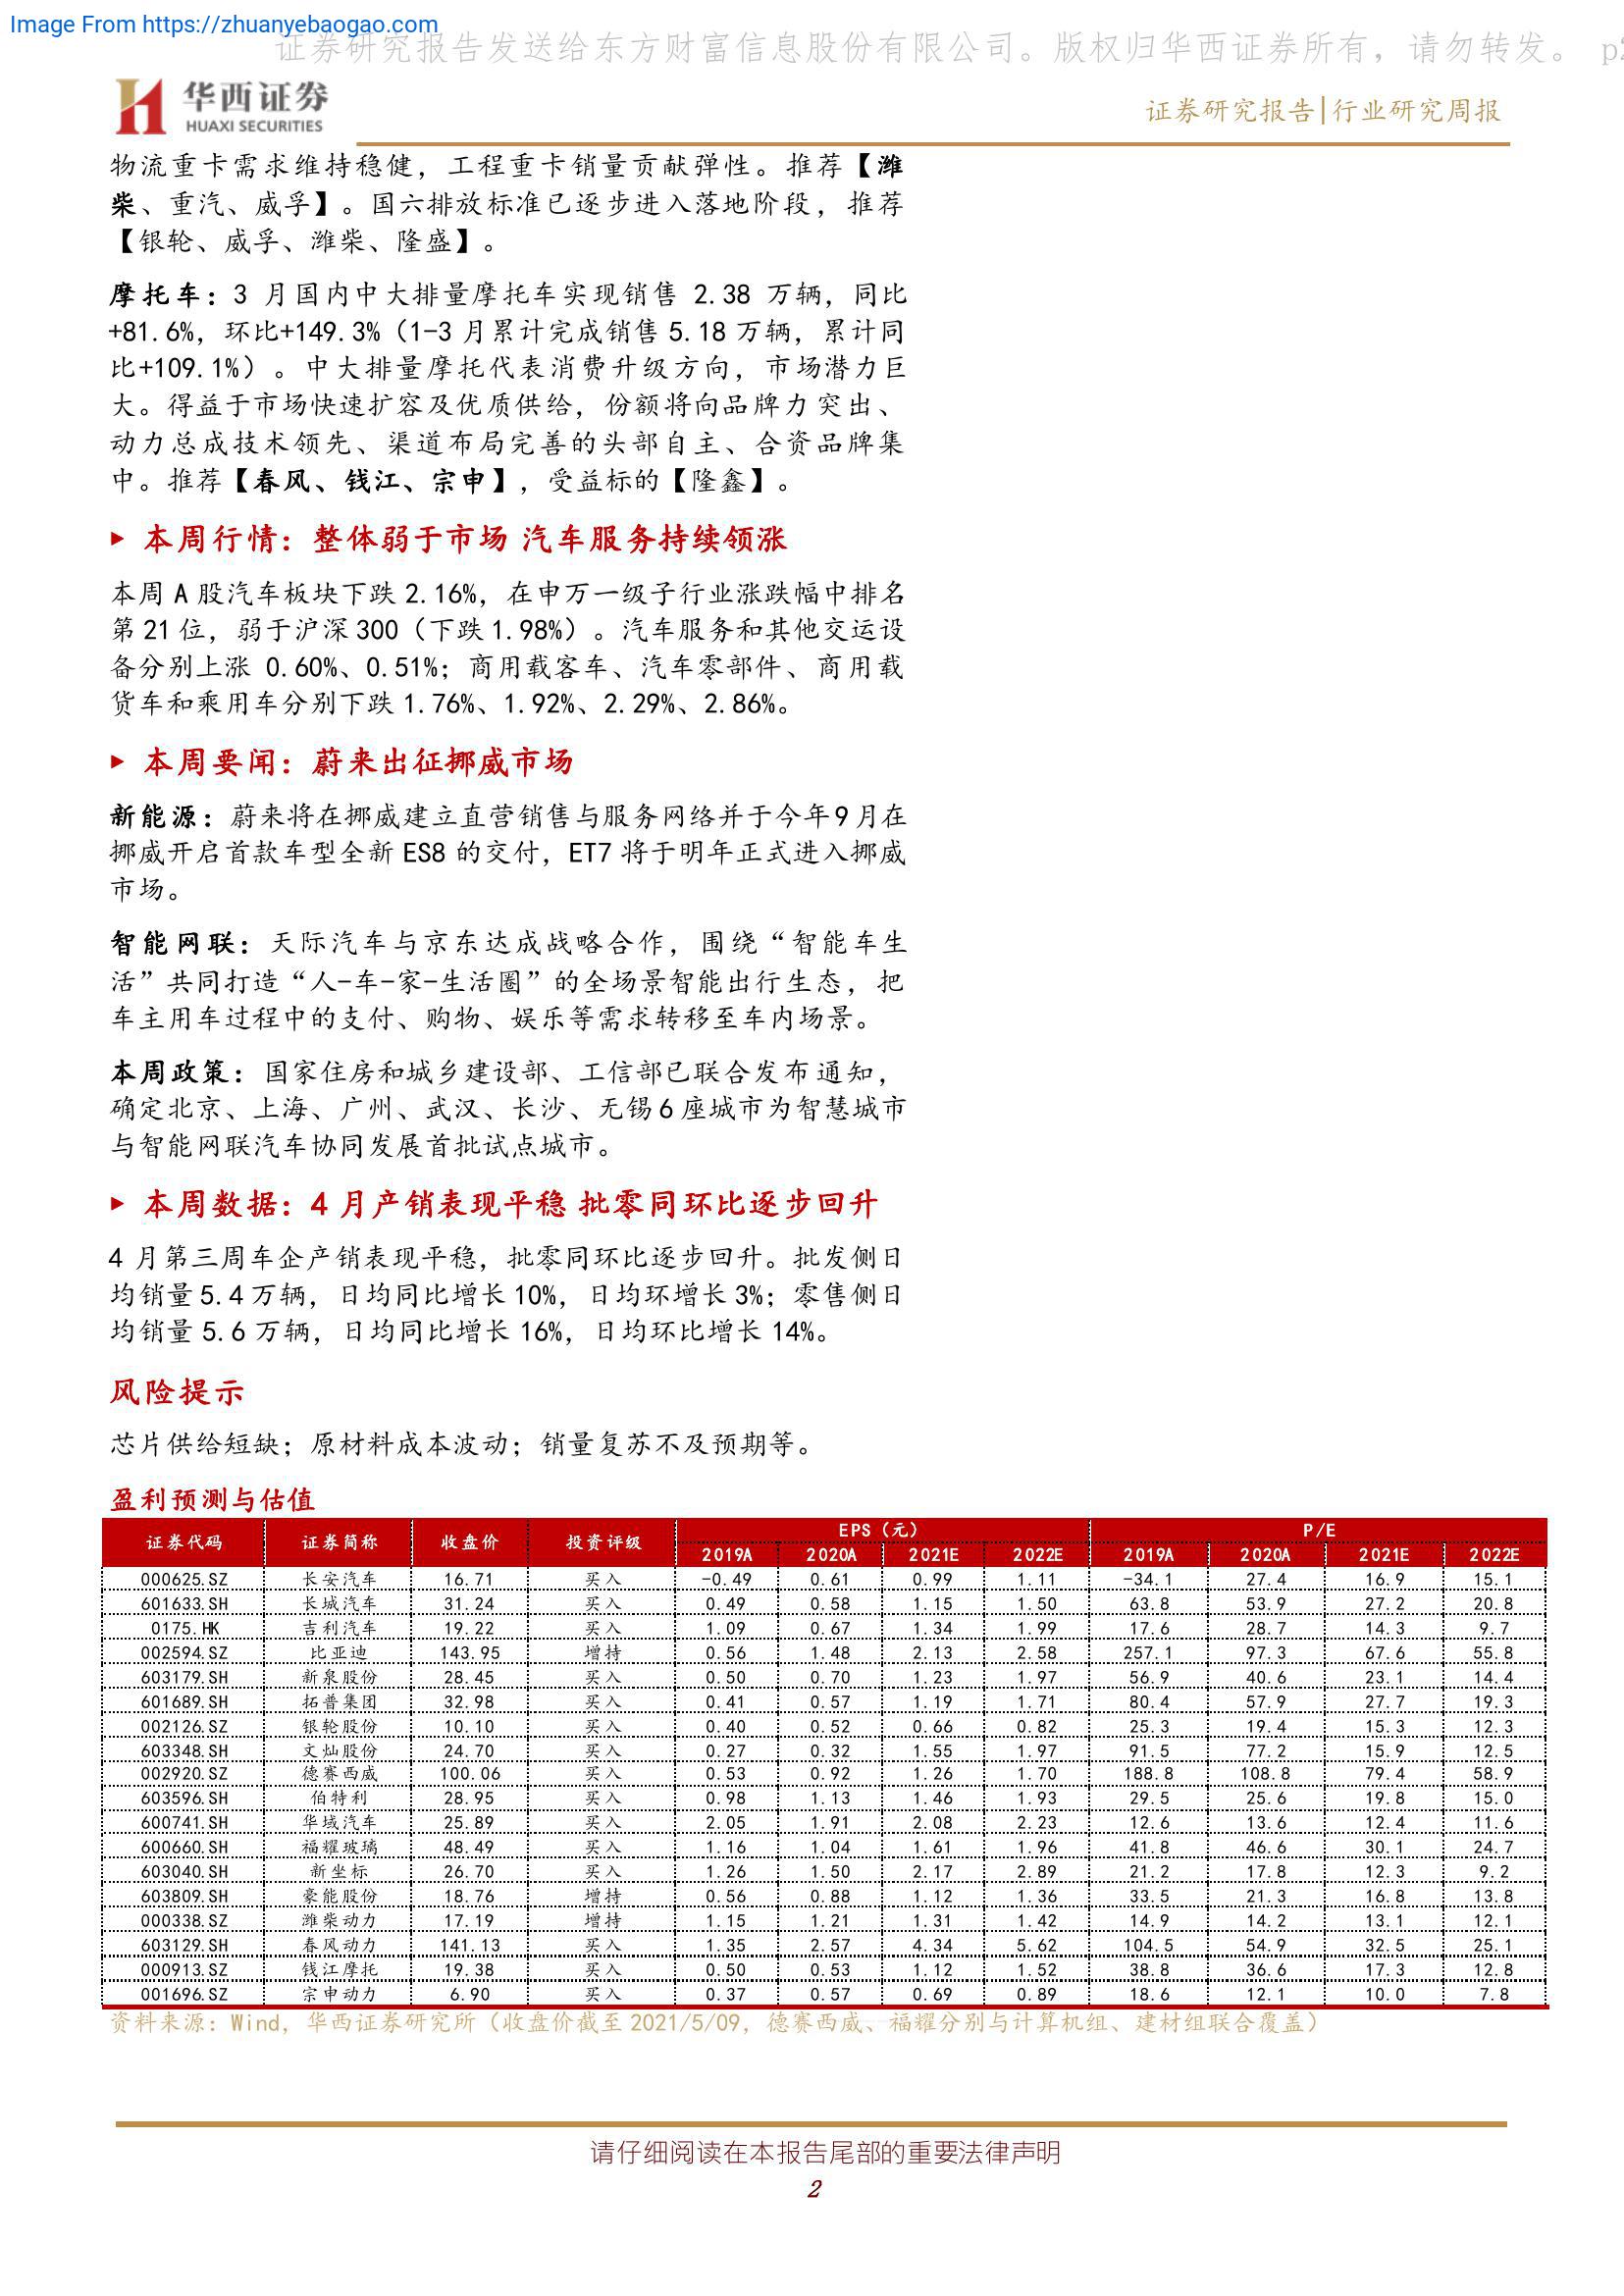 Image From https://zhuanyebaogao.com
证券研究报告发送给东方财富信息股份有限公司。版权归华西证券所有，请勿转发。 p2
华西证券
HUAXI SECURITIES
证券研究报告|行业研究周报
物流重卡需求维持稳健，工程重卡销量贡献弹性。推荐【潍
柴、重汽、威孚】。国六排放标准已逐步进入落地阶段，推荐
【银轮、威孚、潍柴、隆盛】。
摩托车：3 月国内中大排量摩托车实现销售 2.38 万辆，同比
+81.6%，环比+149.3%（1-3 月累计完成销售 5.18 万辆，累计同
比+109.1%）。中大排量摩托代表消费升级方向，市场潜力巨
大。得益于市场快速扩容及优质供给，份额将向品牌力突出、
动力总成技术领先、渠道布局完善的头部自主、合资品牌集
中。推荐【春风、钱江、宗申】，受益标的【隆鑫】。
▸ 本周行情：整体弱于市场 汽车服务持续领涨
本周 A 股汽车板块下跌 2.16%，在申万一级子行业涨跌幅中排名
第 21 位，弱于沪深 300（下跌 1.98%）。汽车服务和其他交运设
备分别上涨 0.60%、0.51%；商用载客车、汽车零部件、商用载
货车和乘用车分别下跌 1.76%、1.92%、2.29%、2.86%。
▸ 本周要闻：蔚来出征挪威市场
新能源：蔚来将在挪威建立直营销售与服务网络并于今年 9 月在
挪威开启首款车型全新 ES8 的交付，ET7 将于明年正式进入挪威
市场。
智能网联：天际汽车与京东达成战略合作，围绕“智能车生
活”共同打造“人-车-家-生活圈”的全场景智能出行生态，把
车主用车过程中的支付、购物、娱乐等需求转移至车内场景。
本周政策：国家住房和城乡建设部、工信部已联合发布通知，
确定北京、上海、广州、武汉、长沙、无锡 6 座城市为智慧城市
与智能网联汽车协同发展首批试点城市。
▸ 本周数据：4 月产销表现平稳 批零同环比逐步回升
4 月第三周车企产销表现平稳，批零同环比逐步回升。批发侧日
均销量 5.4 万辆，日均同比增长 10%，日均环增长 3%；零售侧日
均销量 5.6 万辆，日均同比增长 16%，日均环比增长 14%。
风险提示
芯片供给短缺；原材料成本波动；销量复苏不及预期等。
盈利预测与估值
证券代码 证券简称 收盘价 投资评级 EPS（元） P/E
2019A 2020A 2021E 2022E 2019A 2020A 2021E 2022E
000625.SZ 长安汽车 16.71 买入 -0.49 0.61 0.99 1.11 -34.1 27.4 16.9 15.1
601633.SH 长城汽车 31.24 买入 0.49 0.58 1.15 1.50 63.8 53.9 27.2 20.8
0175.HK 吉利汽车 19.22 买入 1.09 0.67 1.34 1.99 17.6 28.7 14.3 9.7
002594.SZ 比亚迪 143.95 增持 0.56 1.48 2.13 2.58 257.1 97.3 67.6 55.8
603179.SH 新泉股份 28.45 买入 0.50 0.70 1.23 1.97 56.9 40.6 23.1 14.4
601689.SH 拓普集团 32.98 买入 0.41 0.57 1.19 1.71 80.4 57.9 27.7 19.3
002126.SZ 银轮股份 10.10 买入 0.40 0.52 0.66 0.82 25.3 19.4 15.3 12.3
603348.SH 文灿股份 24.70 买入 0.27 0.32 1.55 1.97 91.5 77.2 15.9 12.5
002920.SZ 德赛西威 100.06 买入 0.53 0.92 1.26 1.70 188.8 108.8 79.4 58.9
603596.SH 伯特利 28.95 买入 0.98 1.13 1.46 1.93 29.5 25.6 19.8 15.0
600741.SH 华域汽车 25.89 买入 2.05 1.91 2.08 2.23 12.6 13.6 12.4 11.6
600660.SH 福耀玻璃 48.49 买入 1.16 1.04 1.61 1.96 41.8 46.6 30.1 24.7
603040.SH 新坐标 26.70 买入 1.26 1.50 2.17 2.89 21.2 17.8 12.3 9.2
603809.SH 豪能股份 18.76 增持 0.56 0.88 1.12 1.36 33.5 21.3 16.8 13.8
000338.SZ 潍柴动力 17.19 增持 1.15 1.21 1.31 1.42 14.9 14.2 13.1 12.1
603129.SH 春风动力 141.13 买入 1.35 2.57 4.34 5.62 104.5 54.9 32.5 25.1
000913.SZ 钱江摩托 19.38 买入 0.50 0.53 1.12 1.52 38.8 36.6 17.3 12.8
001696.SZ 宗申动力 6.90 买入 0.37 0.57 0.69 0.89 18.6 12.1 10.0 7.8
资料来源：Wind，华西证券研究所（收盘价截至 2021/5/09，德赛西威、福耀分别与计算机组、建材组联合覆盖）
请仔细阅读在本报告尾部的重要法律声明
2